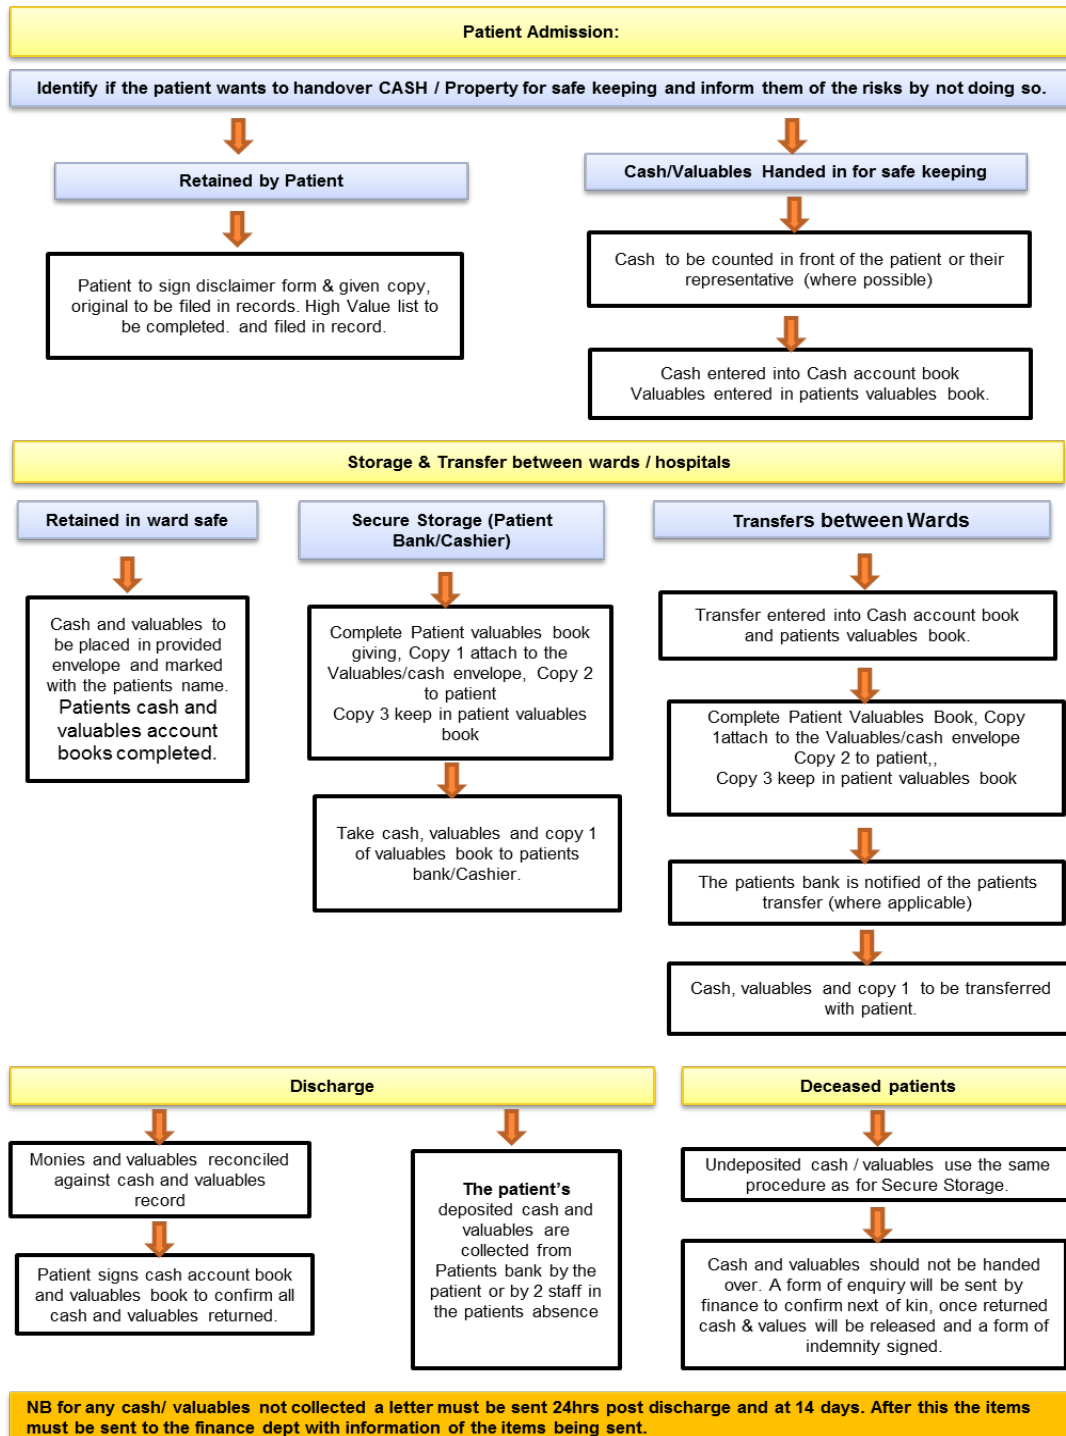 Patient Admission:
Identify if the patient wants to handover CASH / Property for safe keeping and inform them of the risks by not doing so.
Retained by Patient
Patient to sign disclaimer form & given copy,
original to be filed in records. High Value list to
be completed. and filed in record.
Cash/Valuables Handed in for safe keeping
Cash to be counted in front of the patient or their
representative (where possible)
Cash entered into Cash account book
Valuables entered in patients valuables book.
Storage & Transfer between wards / hospitals
Retained in ward safe
Cash and valuables to
be placed in provided
envelope and marked
with the patients name.
Patients cash and
valuables account
books completed.
Secure Storage (Patient
Bank/Cashier)
Complete Patient valuables book
giving, Copy 1 attach to the
Valuables/cash envelope, Copy 2
to patient
Copy 3 keep in patient valuables
book
Take cash, valuables and copy 1
of valuables book to patients
bank/Cashier.
Transfers between Wards
Transfer entered into Cash account book
and patients valuables book.
Complete Patient Valuables Book, Copy
1attach to the Valuables/cash envelope
Copy 2 to patient,,
Copy 3 keep in patient valuables book
The patients bank is notified of the patients
transfer (where applicable)
Cash, valuables and copy 1 to be transferred
with patient.
Discharge
Monies and valuables reconciled
against cash and valuables
record
Patient signs cash account book
and valuables book to confirm all
cash and valuables returned.
The patient's
deposited cash and
valuables are
collected from
Patients bank by the
patient or by 2 staff in
the patients absence
Deceased patients
Undeposited cash / valuables use the same
procedure as for Secure Storage.
Cash and valuables should not be handed
over. A form of enquiry will be sent by
finance to confirm next of kin, once returned
cash & values will be released and a form of
indemnity signed.
NB for any cash/ valuables not collected a letter must be sent 24hrs post discharge and at 14 days. After this the items
must be sent to the finance dept with information of the items being sent.